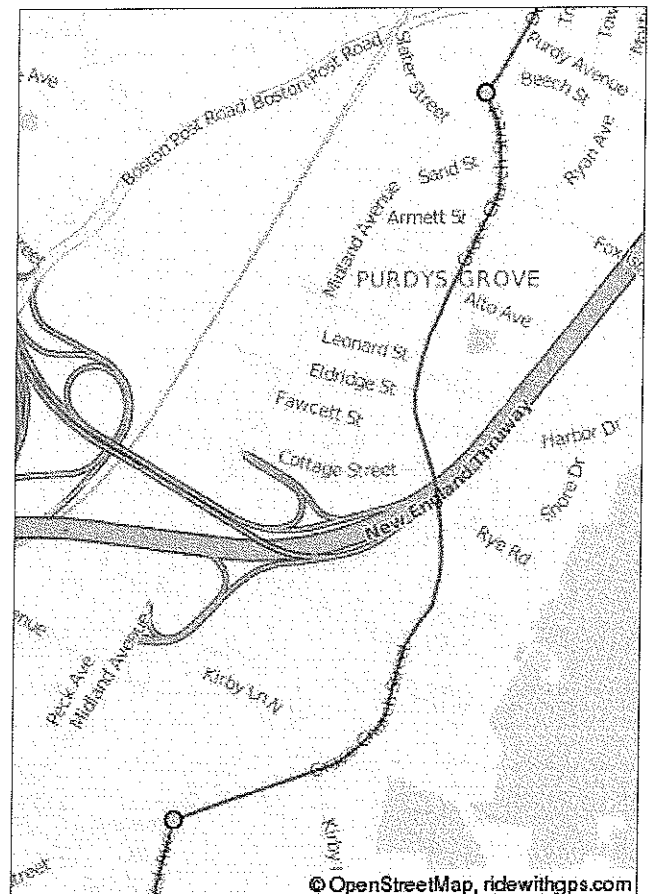 Purdy Avenue
Beech St
Slater Street
Boston Post Road
Boston Post Road
Ave
Ryan Ave
Sand St
Midland Avenue
Armett St
PURDYS GROVE
Alto Ave
Leonard St
Eldridge St
Fawcett St
Cottage Street
New England Thruway
Harbor Dr
Shore Dr
Rye Rd
Peck Ave
Midland Avenue
Kirby Ln N
© OpenStreetMap, ridewithgps.com